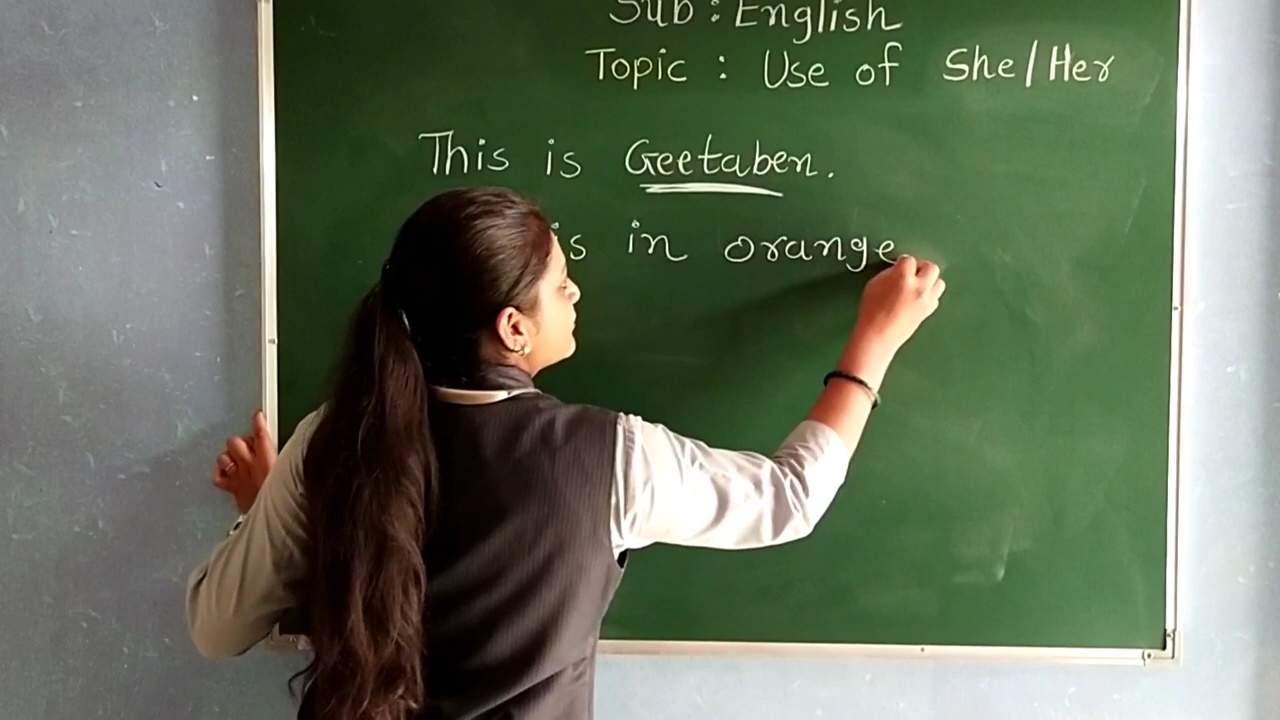 Sub : English
Topic : Use of She/Her
This is Geetaben.
is in orange